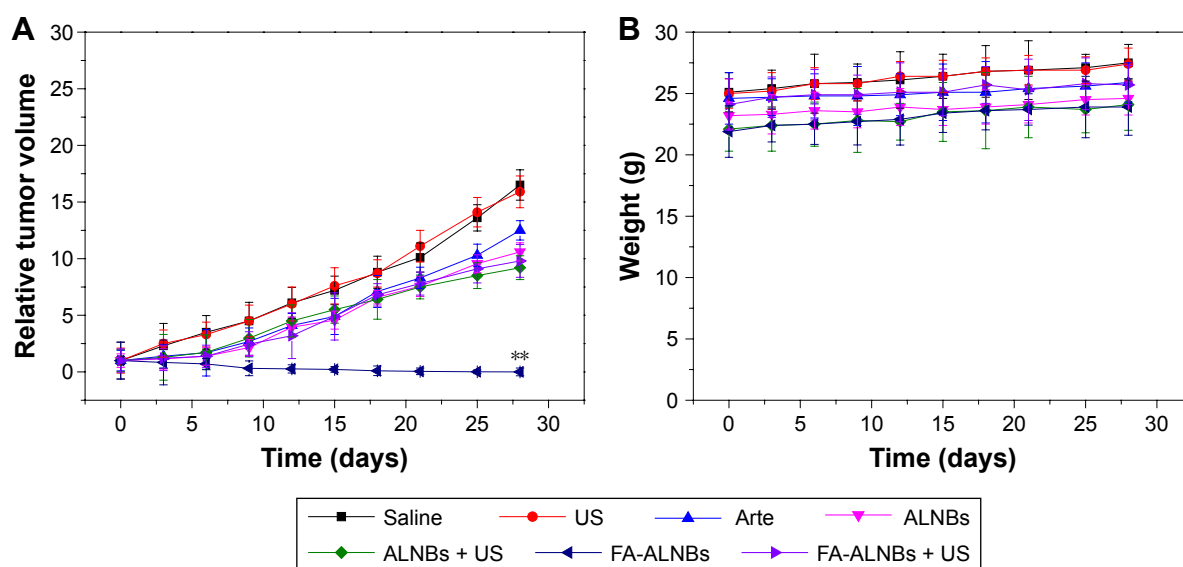 A
B
Relative tumor volume
30
25
20
15
10
5
0
**
0 5 10 15 20 25 30
Time (days)
Weight (g)
30
25
20
15
10
5
0
0 5 10 15 20 25 30
Time (days)
Saline US Arte ALNBs
ALNBs + US FA-ALNBs FA-ALNBs + US